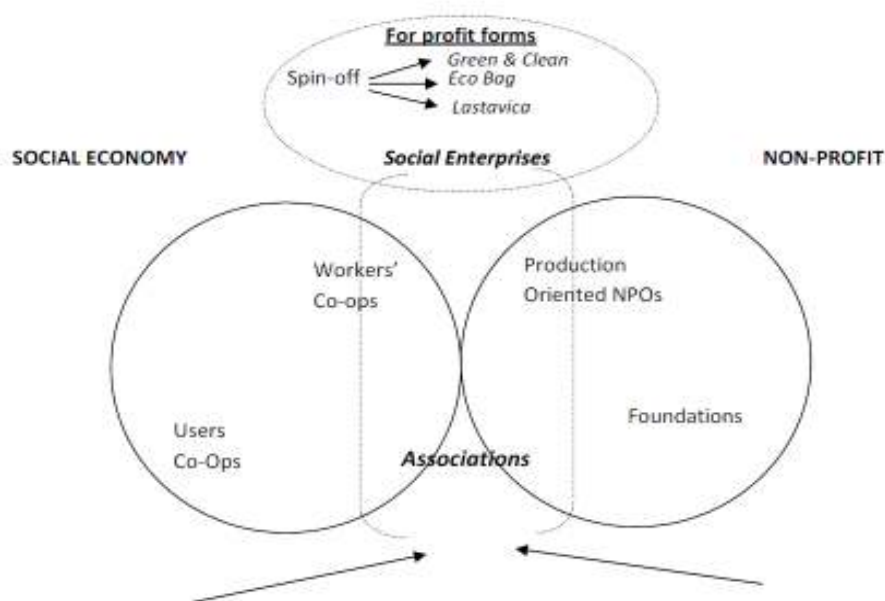 For profit forms
Spin-off
Green & Clean
Eco Bag
Lastavica
SOCIAL ECONOMY
Social Enterprises
NON-PROFIT
Workers'
Co-ops
Production
Oriented NPOs
Users
Co-Ops
Foundations
Associations